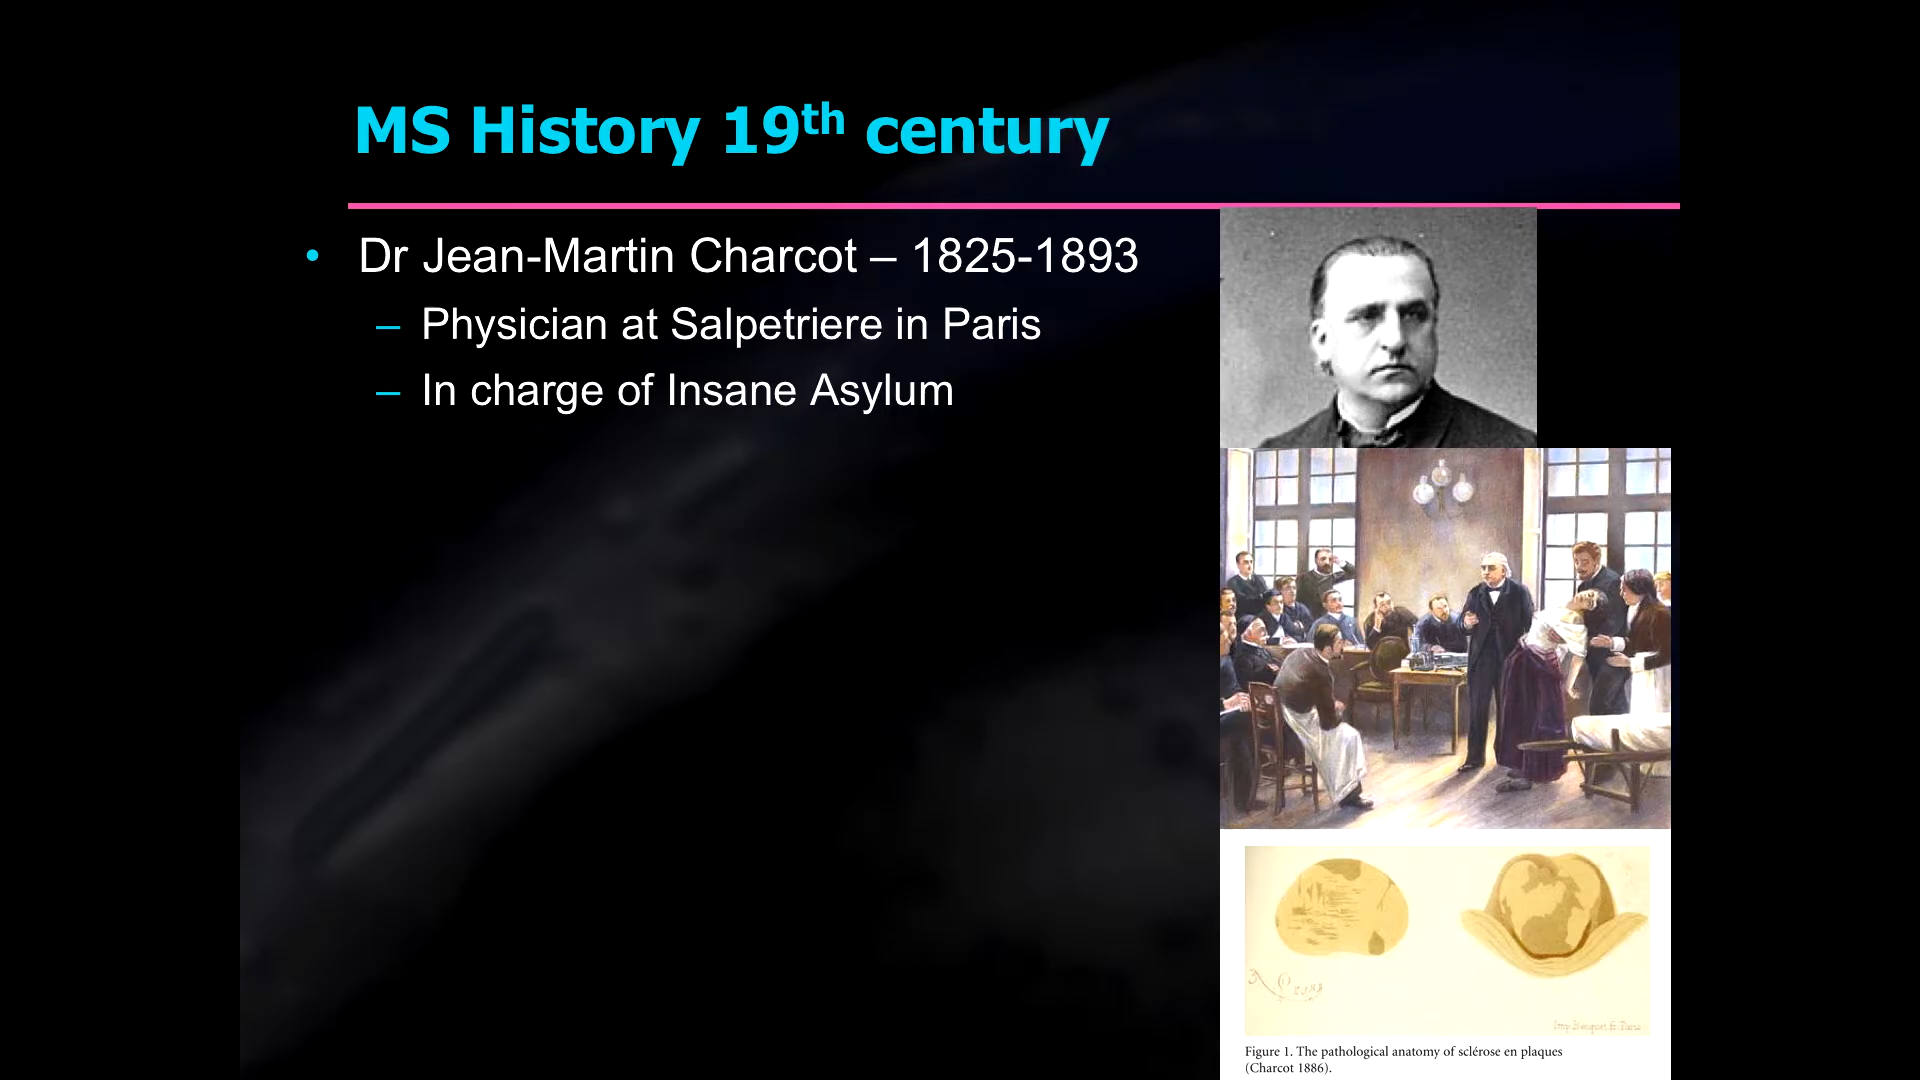 MS History 19th century
• Dr Jean-Martin Charcot – 1825-1893
– Physician at Salpetriere in Paris
– In charge of Insane Asylum
Figure 1. The pathological anatomy of sclérose en plaques
(Charcot 1886).